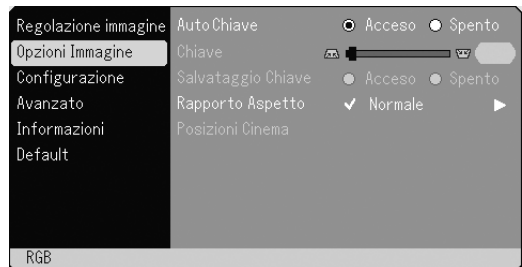 Regolazione immagine
Opzioni Immagine
Configurazione
Avanzato
Informazioni
Default
Auto Chiave Acceso Spento
Chiave
Salvataggio Chiave Acceso Spento
Rapporto Aspetto Normale
Posizioni Cinema
RGB